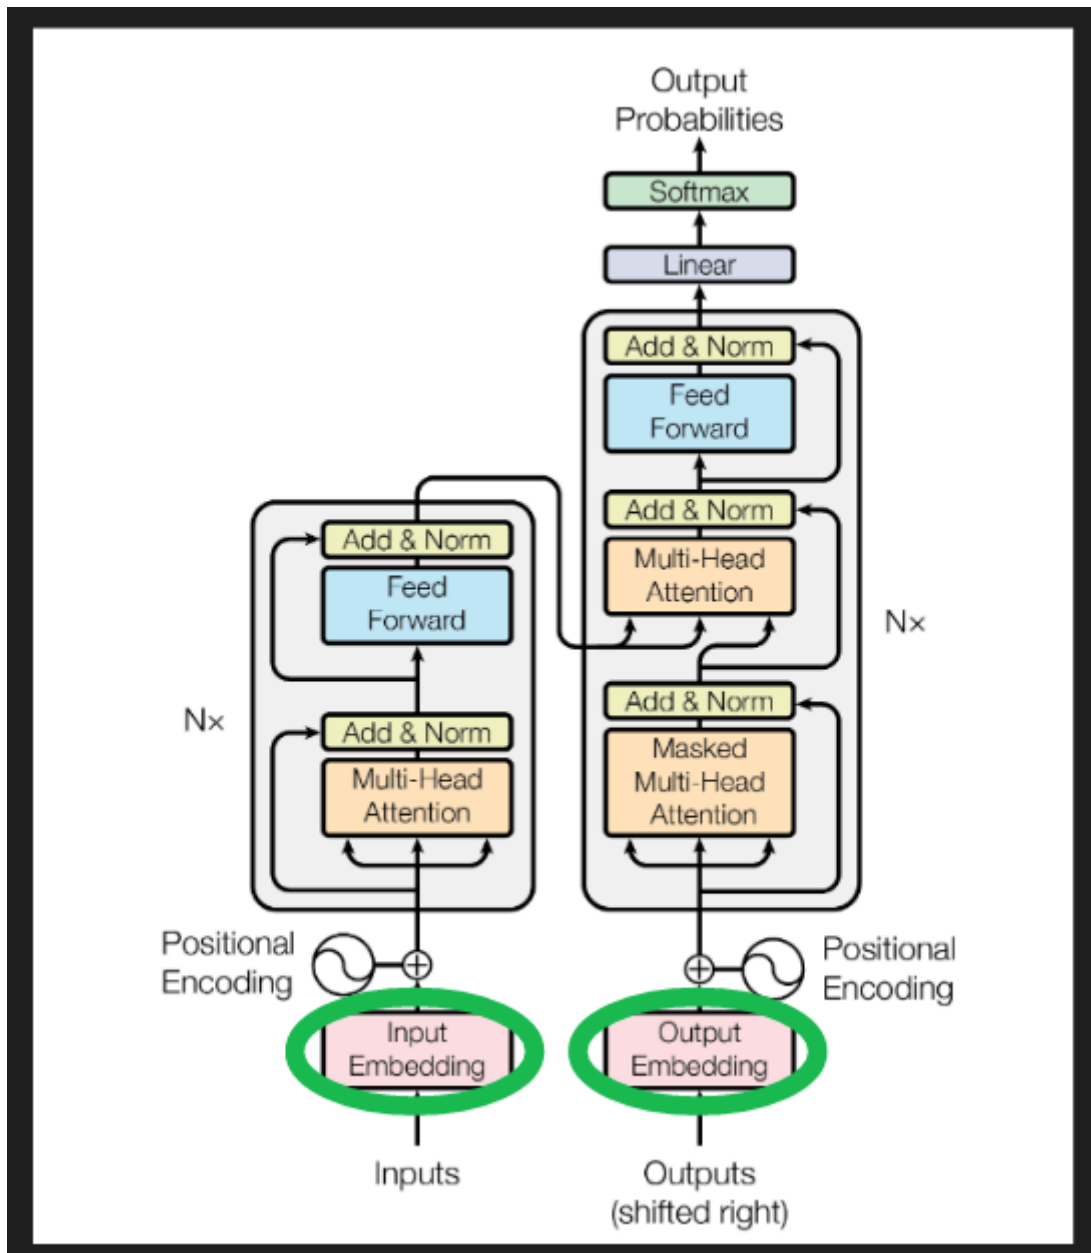 Output
Probabilities
Softmax
Linear
Add & Norm
Feed
Forward
Add & Norm
Multi-Head
Attention
Add & Norm
Masked
Multi-Head
Attention
Nx
Add & Norm
Feed
Forward
Add & Norm
Multi-Head
Attention
Nx
Positional
Encoding
Positional
Encoding
Input
Embedding
Output
Embedding
Inputs
Outputs
(shifted right)